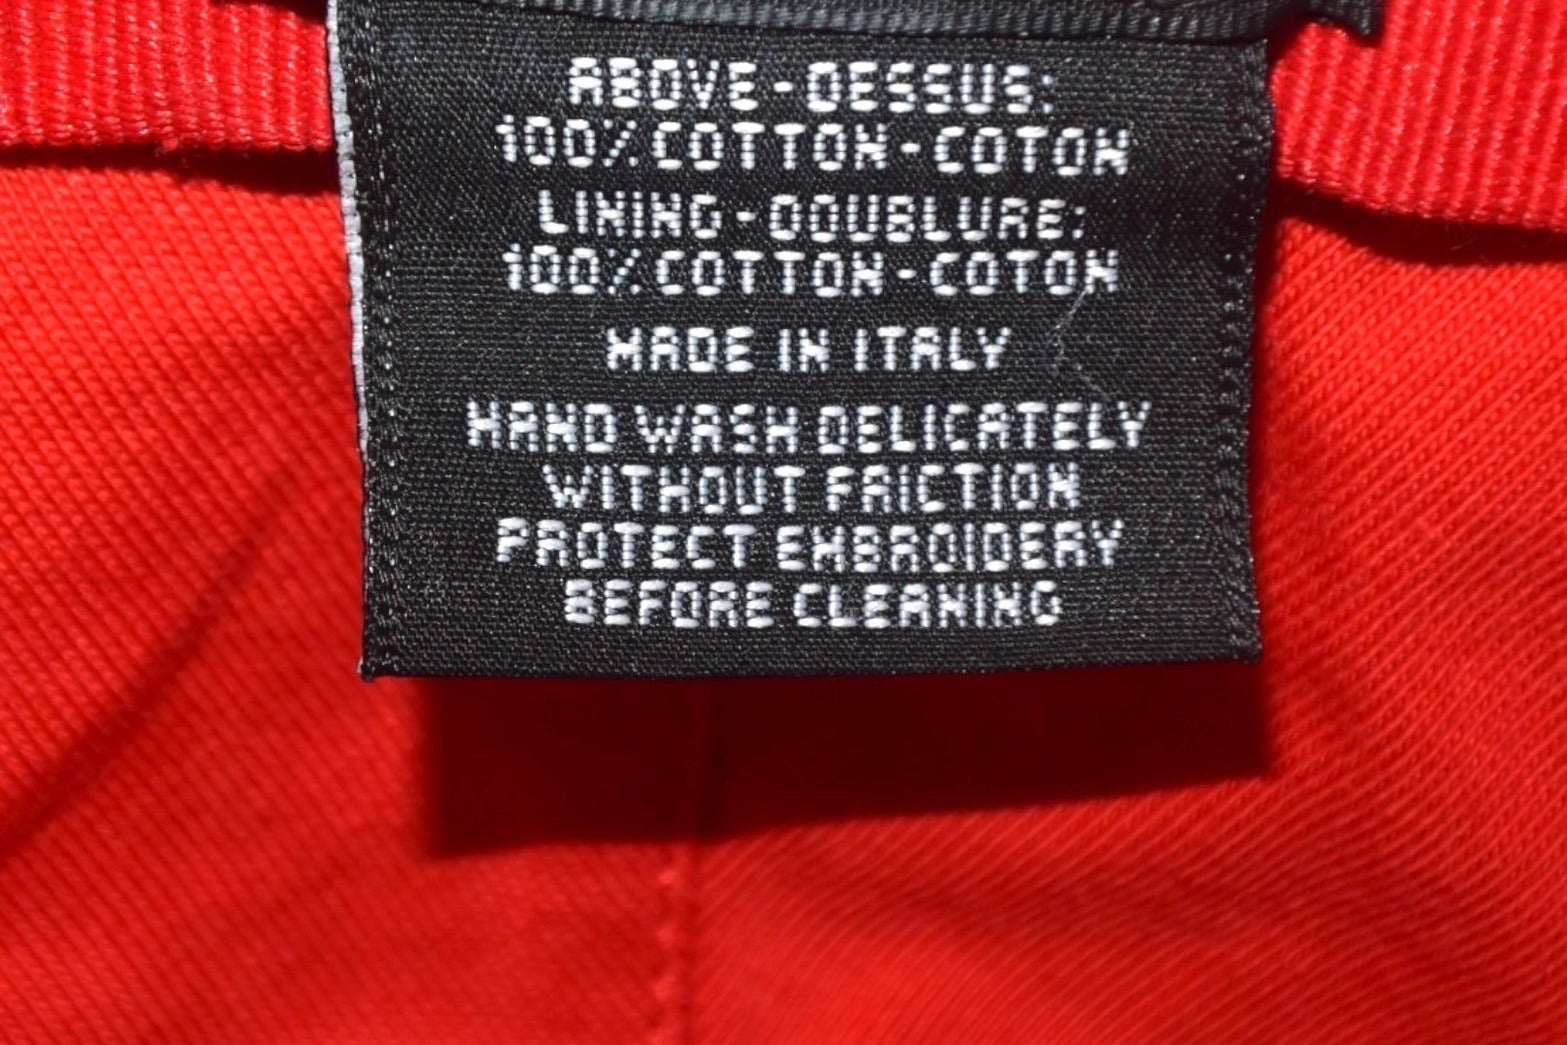 ABOVE-DESSUS:
100% COTTON-COTON
LINING-DOUBLURE:
100% COTTON-COTON
MADE IN ITALY
HAND WASH DELICATELY
WITHOUT FRICTION
PROTECT EMBROIDERY
BEFORE CLEANING